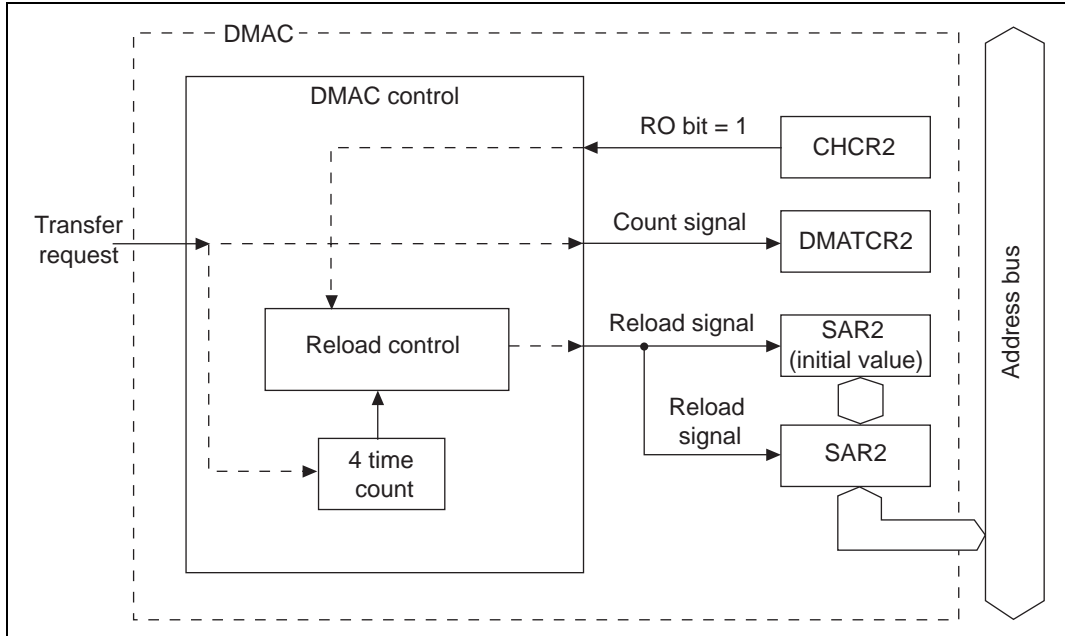 DMAC
DMAC control
RO bit = 1
CHCR2
Transfer
request
Count signal
DMATCR2
Reload control
Reload signal
SAR2
(initial value)
Reload
signal
SAR2
4 time
count
Address bus